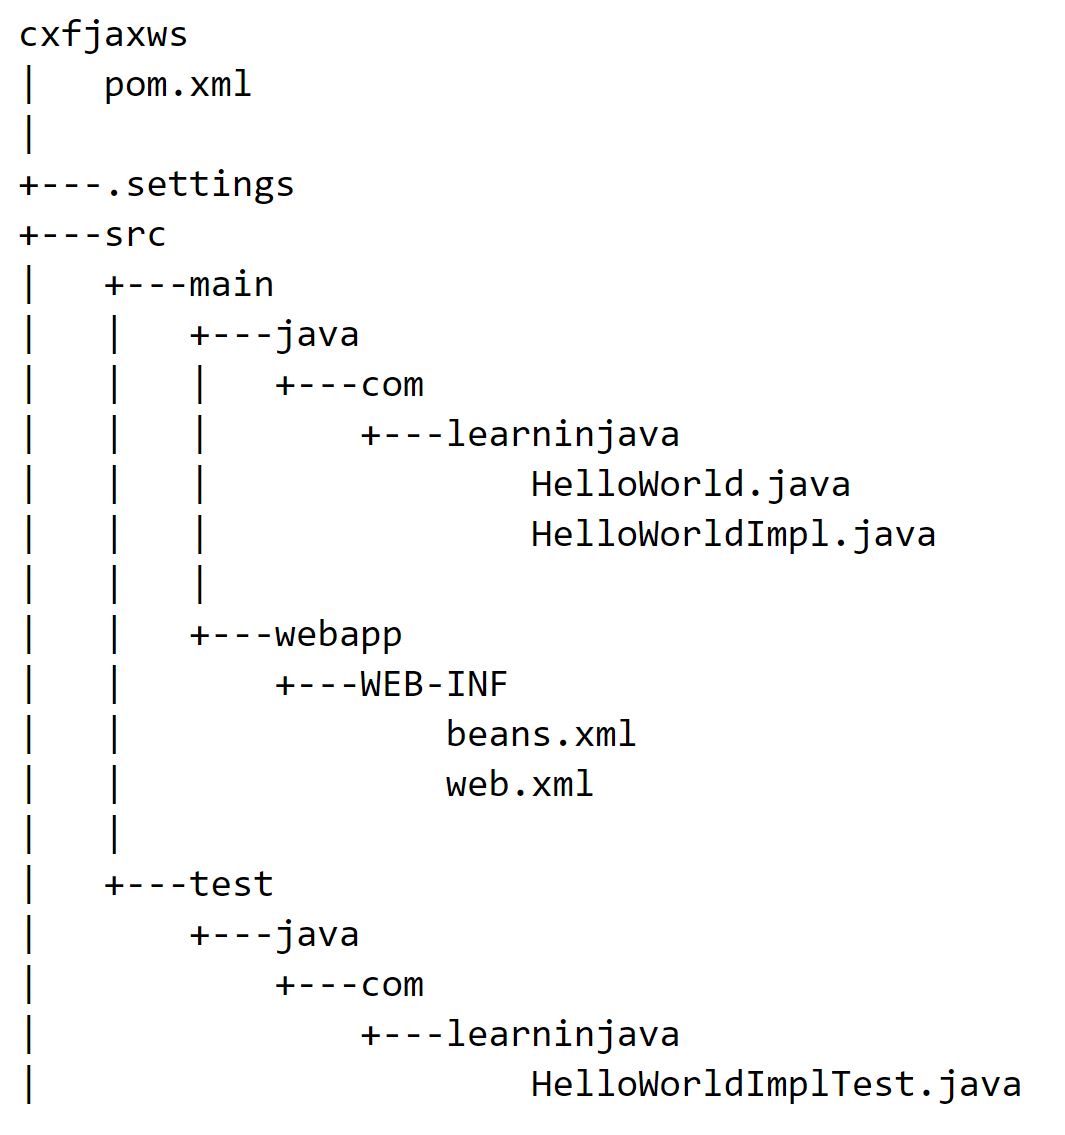 cxfjaxws
|   pom.xml
|
+---.settings
+---src
|   +---main
|   |   +---java
|   |   |   +---com
|   |   |       +---learninjava
|   |   |               HelloWorld.java
|   |   |               HelloWorldImpl.java
|   |   |
|   |   +---webapp
|   |       +---WEB-INF
|   |               beans.xml
|   |               web.xml
|   |
|   +---test
|       +---java
|           +---com
|               +---learninjava
|                       HelloWorldImplTest.java